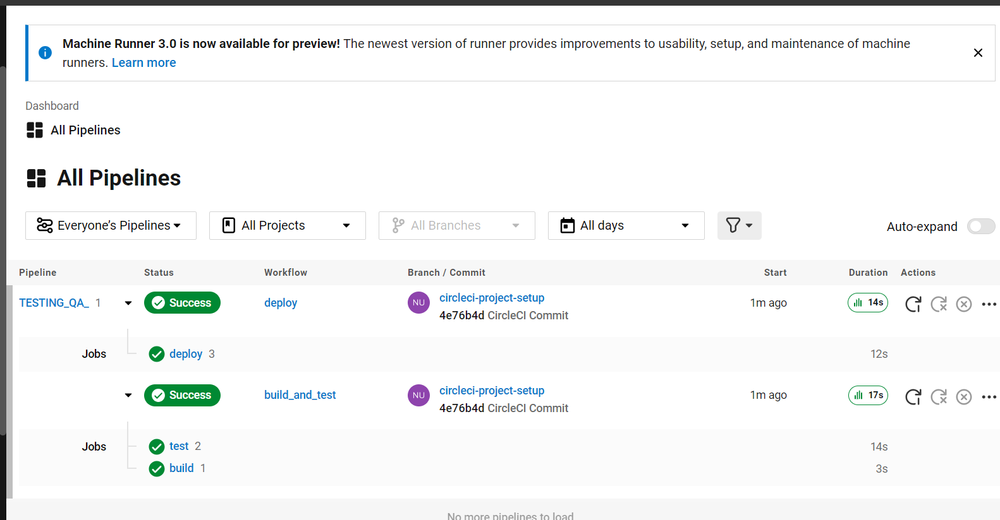 Machine Runner 3.0 is now available for preview! The newest version of runner provides improvements to usability, setup, and maintenance of machine
runners. Learn more
Dashboard
All Pipelines
All Pipelines
Everyone's Pipelines All Projects All Branches All days Auto-expand
Pipeline Status Workflow Branch / Commit Start Duration Actions
TESTING_QA_ 1 Success deploy NU circleci-project-setup 1m ago 14s
4e76b4d CircleCI Commit
Jobs deploy 3 12s
Success build_and_test NU circleci-project-setup 1m ago 17s
4e76b4d CircleCI Commit
Jobs test 2 14s
build 1 3s
No more pipelines to load